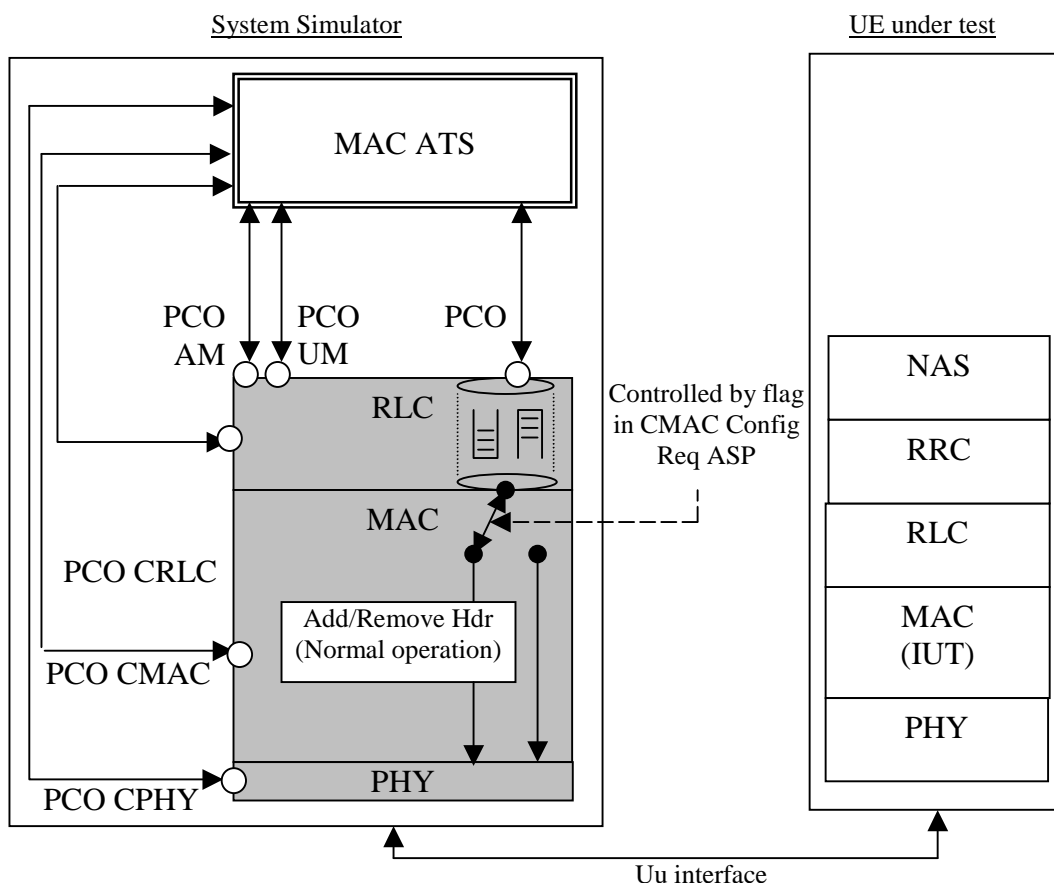 System Simulator
UE under test
MAC ATS
PCO
AM
PCO
UM
PCO
RLC
Controlled by flag
in CMAC Config
Req ASP
MAC
PCO CRLC
Add/Remove Hdr
(Normal operation)
PCO CMAC
PHY
PCO CPHY
NAS
RRC
RLC
MAC
(IUT)
PHY
Uu interface